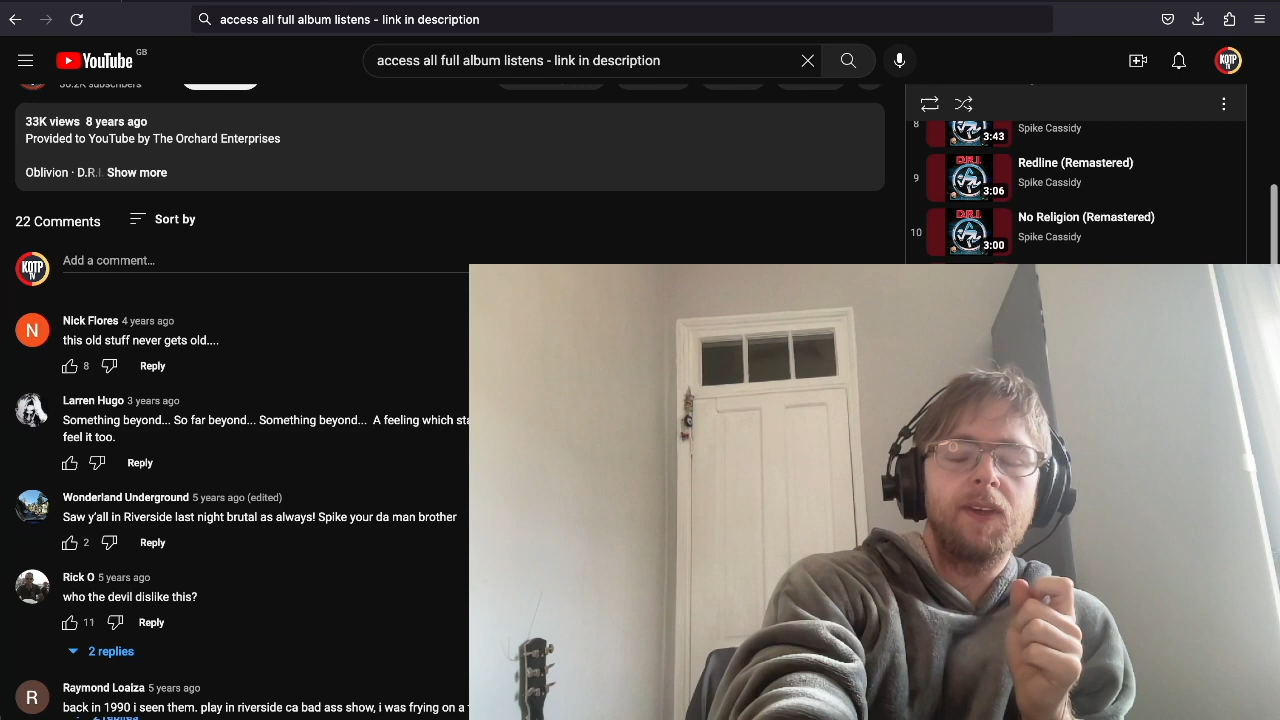 access all full album listens - link in description
YouTube GB
access all full album listens - link in description
KOTP TV
33K views 8 years ago
Provided to YouTube by The Orchard Enterprises
Oblivion · D.R.I. Show more
22 Comments
Sort by
KOTP TV
Add a comment...
N
Nick Flores 4 years ago
this old stuff never gets old....
8 Reply
Larren Hugo 3 years ago
Something beyond... So far beyond... Something beyond... A feeling which sta
feel it too.
Reply
Wonderland Underground 5 years ago (edited)
Saw y'all in Riverside last night brutal as always! Spike your da man brother
2 Reply
Rick O 5 years ago
who the devil dislike this?
11 Reply
2 replies
R
Raymond Loaiza 5 years ago
back in 1990 i seen them. play in riverside ca bad ass show, i was frying on a
2 replies
8
3:43
Spike Cassidy
9
D.R.I.
3:06
Redline (Remastered)
Spike Cassidy
10
D.R.I.
3:00
No Religion (Remastered)
Spike Cassidy